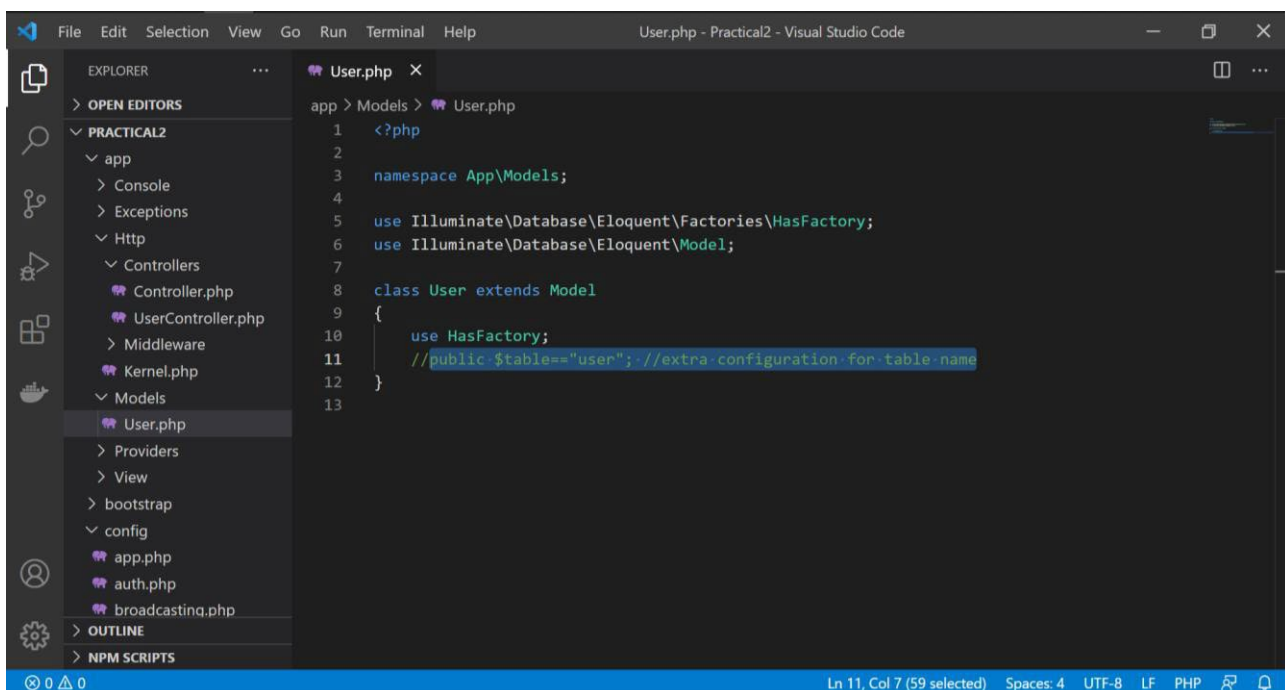 File Edit Selection View Go Run Terminal Help
User.php - Practical2 - Visual Studio Code
EXPLORER
OPEN EDITORS
PRACTICAL2
app
Console
Exceptions
Http
Controllers
Controller.php
UserController.php
Middleware
Kernel.php
Models
User.php
Providers
View
bootstrap
config
app.php
auth.php
broadcasting.php
OUTLINE
NPM SCRIPTS
User.php
app > Models > User.php
1 <?php
2
3 namespace App\Models;
4
5 use Illuminate\Database\Eloquent\Factories\HasFactory;
6 use Illuminate\Database\Eloquent\Model;
7
8 class User extends Model
9 {
10 use HasFactory;
11 //public $table=="user"; //extra configuration for table name
12 }
13
0 0 Ln 11, Col 7 (59 selected) Spaces: 4 UTF-8 LF PHP